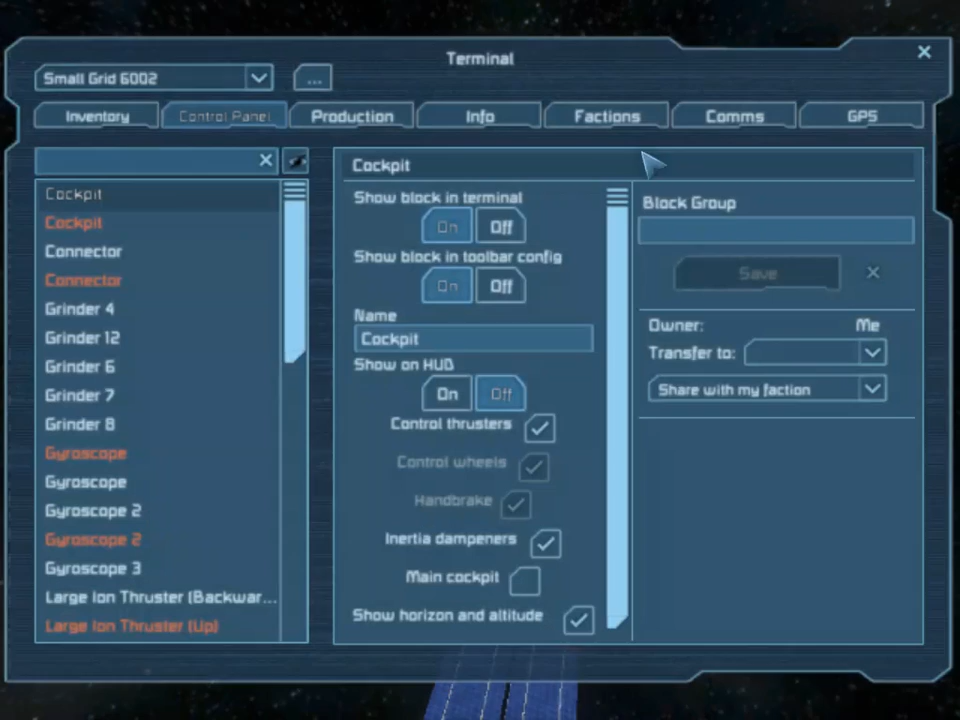 Terminal
Small Grid 6002
...
Inventory
Control Panel
Production
Info
Factions
Comms
GPS
Cockpit
Cockpit
Connector
Connector
Grinder 4
Grinder 12
Grinder 6
Grinder 7
Grinder 8
Gyroscope
Gyroscope
Gyroscope 2
Gyroscope 2
Gyroscope 3
Large Ion Thruster (Backwar...
Large Ion Thruster (Up)
Cockpit
Show block in terminal
On Off
Show block in toolbar config
On Off
Name
Cockpit
Show on HUD
On Off
Control thrusters
Control wheels
Handbrake
Inertia dampeners
Main cockpit
Show horizon and altitude
Block Group
Save
Owner: Me
Transfer to:
Share with my faction